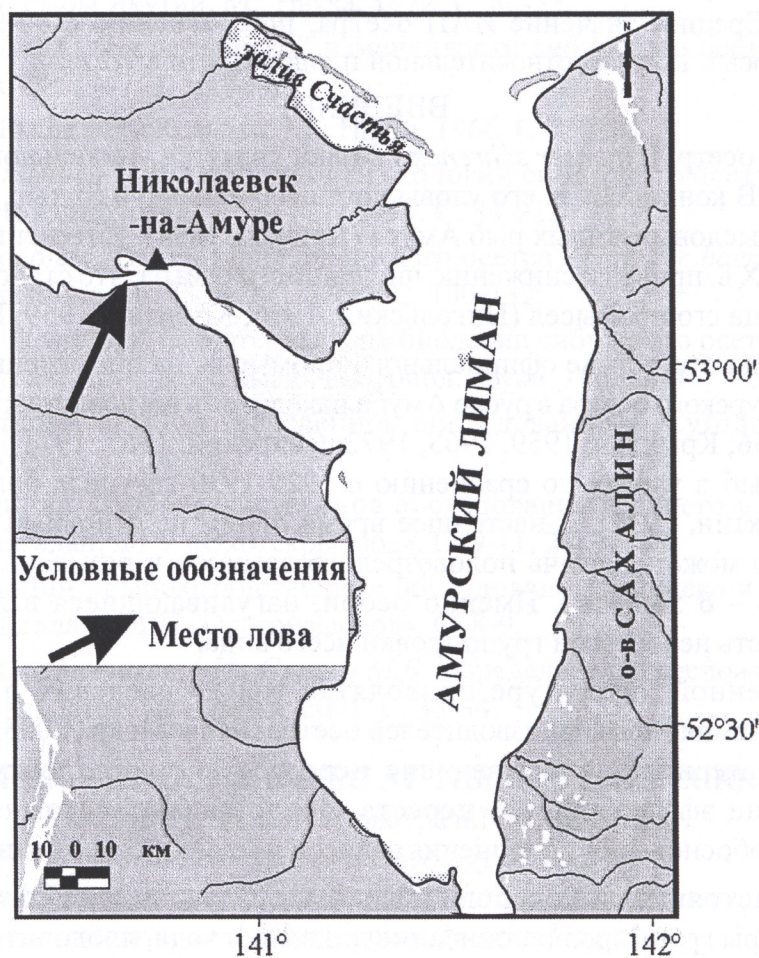 N
залив Счастья
Николаевск
-на-Амуре
53°00'
АМУРСКИЙ ЛИМАН
о-в САХАЛИН
Условные обозначения
Место лова
52°30'
10 0 10 км
141°
142°